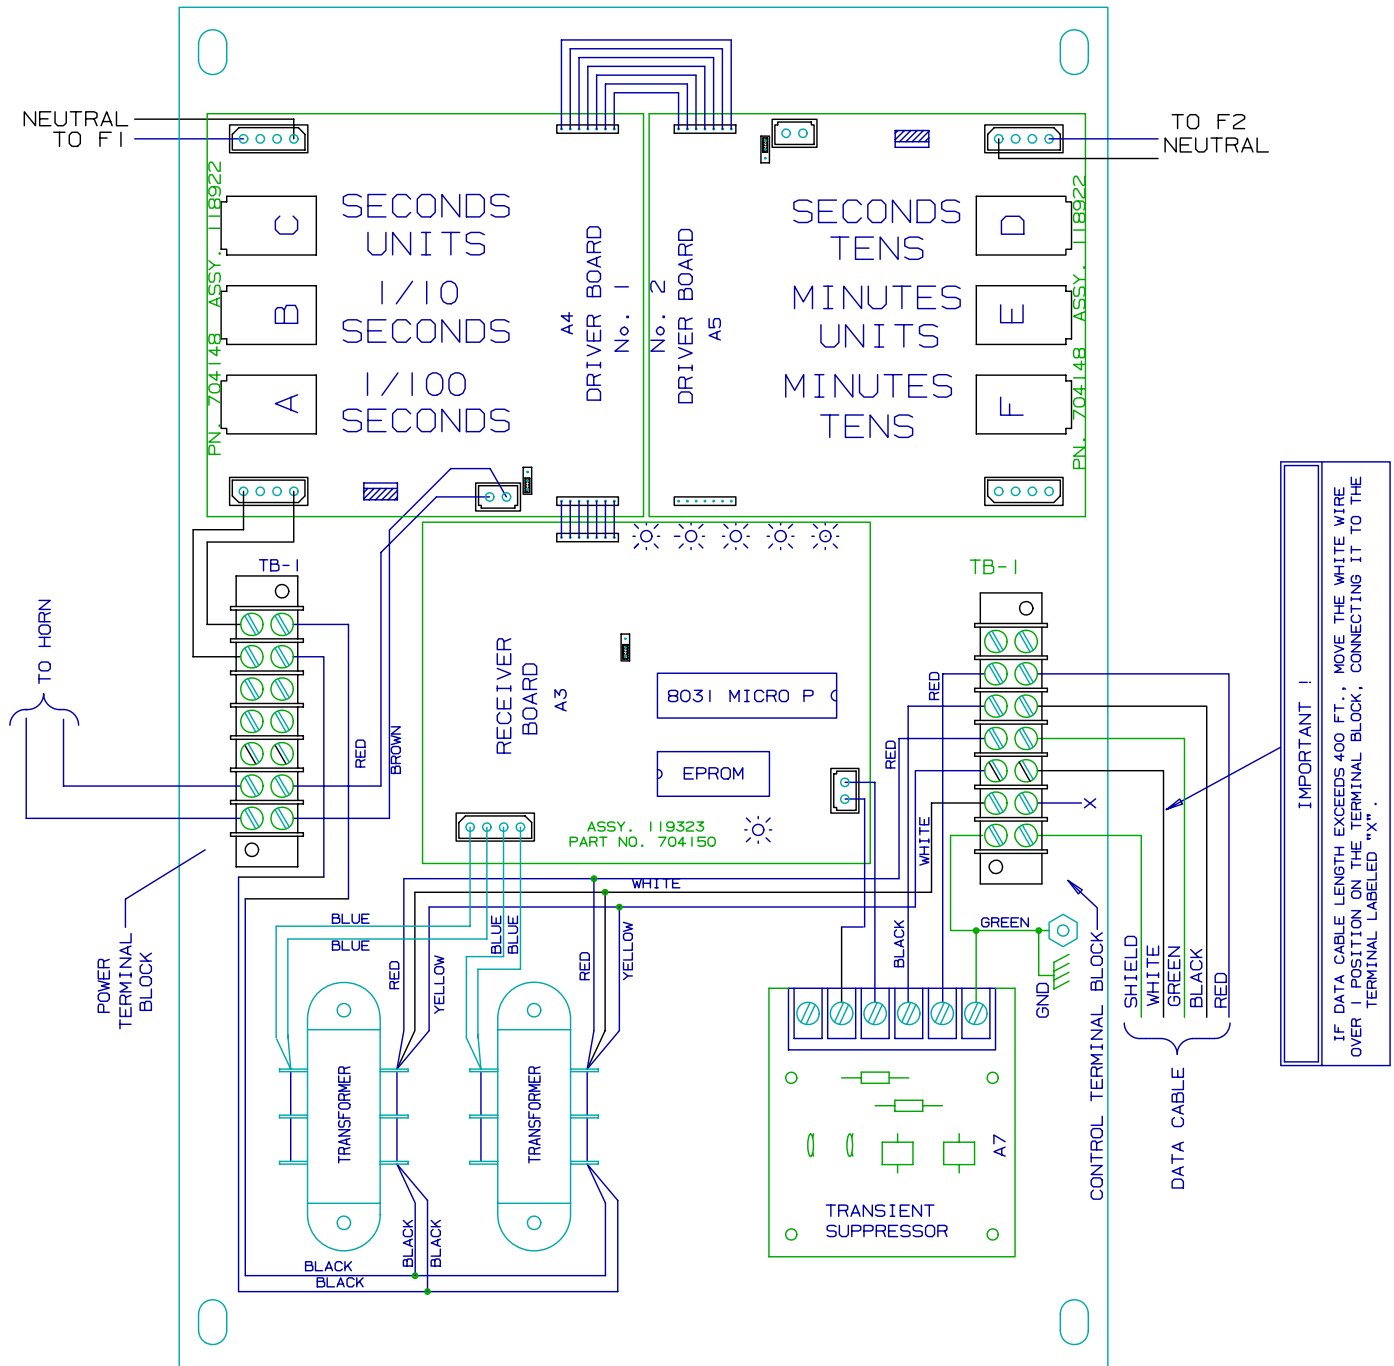 NEUTRAL
TO F1
TO F2
NEUTRAL
PN. 704148 ASSY. 118922
C
SECONDS
UNITS
B
1/10
SECONDS
A
1/100
SECONDS
A4
DRIVER BOARD
No. 1
No. 2
DRIVER BOARD
A5
SECONDS
TENS
D
MINUTES
UNITS
E
MINUTES
TENS
F
PN. 704148 ASSY. 118922
TB-1
TO HORN
RED
BROWN
POWER
TERMINAL
BLOCK
RECEIVER
BOARD
A3
8031 MICRO P
EPROM
ASSY. 119323
PART NO. 704150
TB-1
RED
RED
WHITE
X
WHITE
BLUE
BLUE
BLUE
BLUE
RED
YELLOW
RED
YELLOW
BLACK
GREEN
GND
CONTROL TERMINAL BLOCK
SHIELD
WHITE
GREEN
BLACK
RED
DATA CABLE
TRANSFORMER
TRANSFORMER
BLACK
BLACK
BLACK
BLACK
A7
TRANSIENT
SUPPRESSOR
IMPORTANT !
IF DATA CABLE LENGTH EXCEEDS 400 FT., MOVE THE WHITE WIRE
OVER 1 POSITION ON THE TERMINAL BLOCK, CONNECTING IT TO THE
TERMINAL LABELED "X".